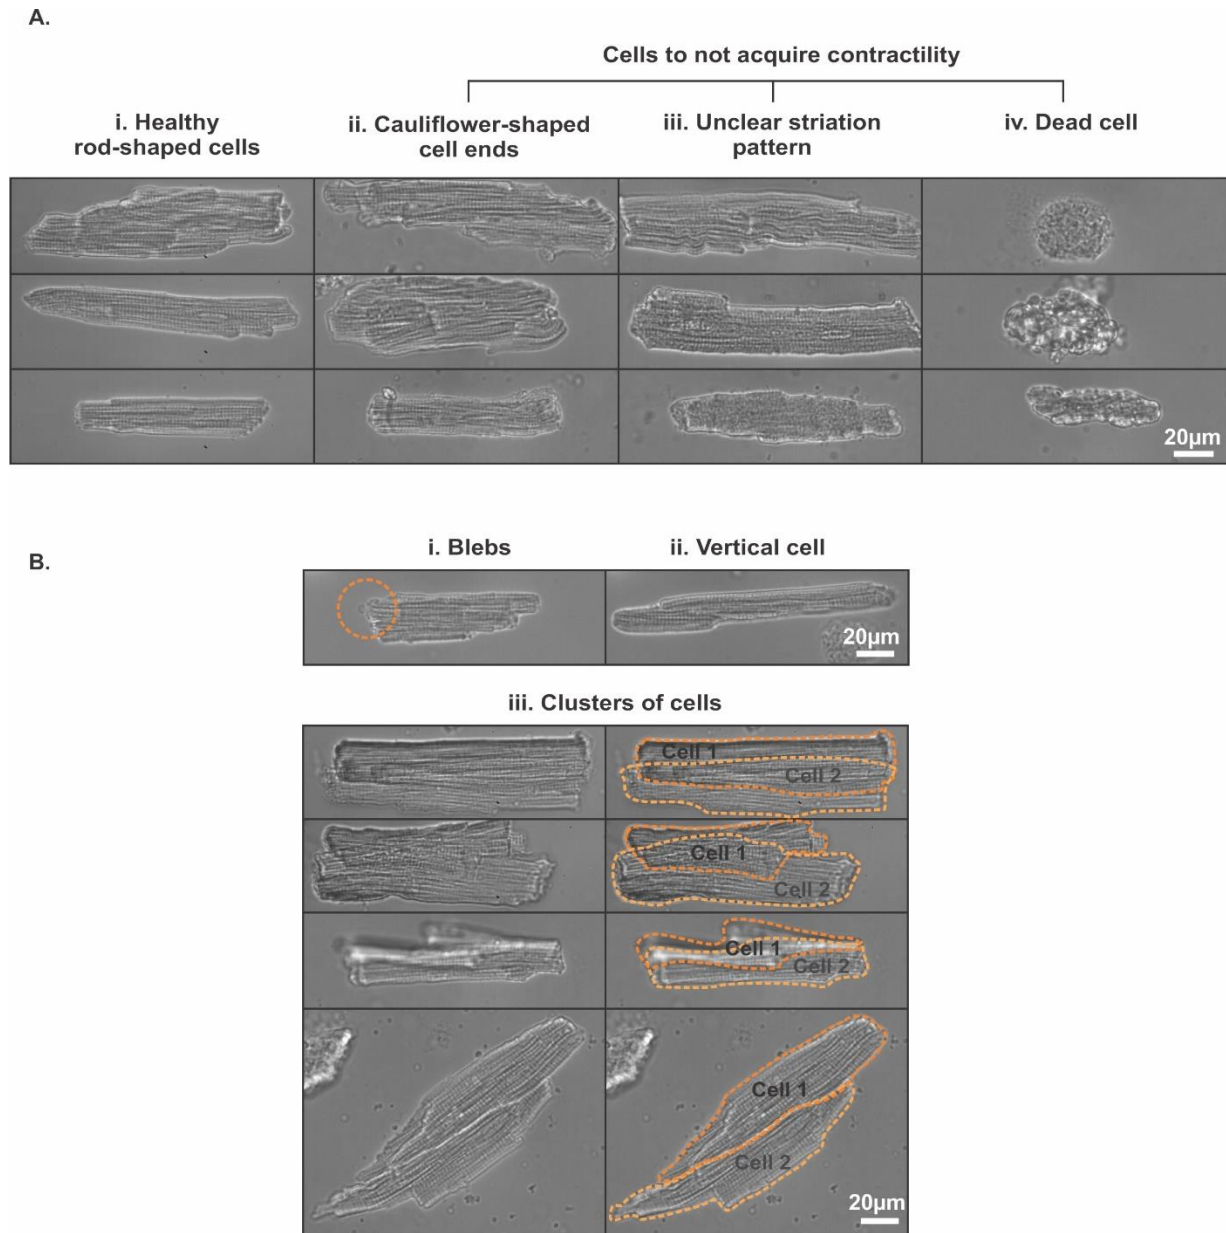 A.
Cells to not acquire contractility
i. Healthy
rod-shaped cells
ii. Cauliflower-shaped
cell ends
iii. Unclear striation
pattern
iv. Dead cell
20µm
B.
i. Blebs
ii. Vertical cell
20µm
iii. Clusters of cells
Cell 1
Cell 2
Cell 1
Cell 2
Cell 1
Cell 2
Cell 1
Cell 2
20µm